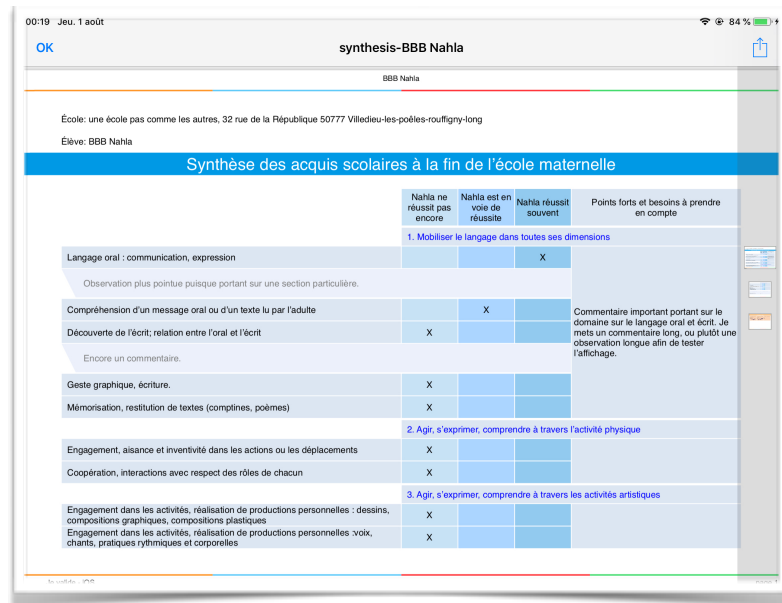 00:19 Jeu. 1 août
84 %
OK
synthesis-BBB Nahla
BBB Nahla
École: une école pas comme les autres, 32 rue de la République 50777 Villedieu-les-poêles-rouffigny-long
Élève: BBB Nahla
Synthèse des acquis scolaires à la fin de l'école maternelle
Nahla ne réussit pas encore
Nahla est en voie de réussite
Nahla réussit souvent
Points forts et besoins à prendre en compte
1. Mobiliser le langage dans toutes ses dimensions
Langage oral : communication, expression
X
Observation plus pointue puisque portant sur une section particulière.
Compréhension d'un message oral ou d'un texte lu par l'adulte
X
Commentaire important portant sur le
domaine sur le langage oral et écrit. Je
mets un commentaire long, ou plutôt une
observation longue afin de tester
l'affichage.
Découverte de l'écrit; relation entre l'oral et l'écrit
X
Encore un commentaire.
Geste graphique, écriture.
X
Mémorisation, restitution de textes (comptines, poèmes)
X
2. Agir, s'exprimer, comprendre à travers l'activité physique
Engagement, aisance et inventivité dans les actions ou les déplacements
X
Coopération, interactions avec respect des rôles de chacun
X
3. Agir, s'exprimer, comprendre à travers les activités artistiques
Engagement dans les activités, réalisation de productions personnelles : dessins,
compositions graphiques, compositions plastiques
X
Engagement dans les activités, réalisation de productions personnelles :voix,
chants, pratiques rythmiques et corporelles
X